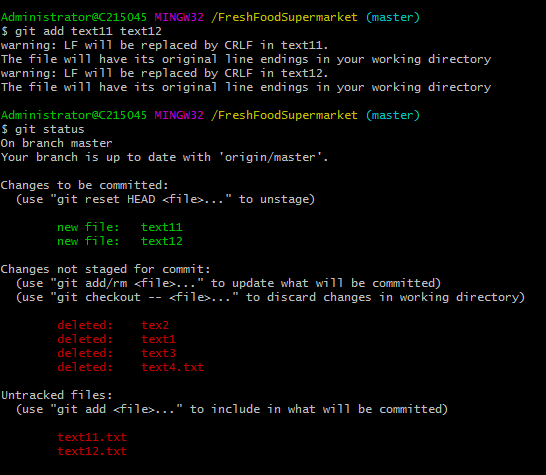 Administrator@C215045 MINGW32 /FreshFoodSupermarket (master)
$ git add text11 text12
warning: LF will be replaced by CRLF in text11.
The file will have its original line endings in your working directory
warning: LF will be replaced by CRLF in text12.
The file will have its original line endings in your working directory
Administrator@C215045 MINGW32 /FreshFoodSupermarket (master)
$ git status
On branch master
Your branch is up to date with 'origin/master'.
Changes to be committed:
  (use "git reset HEAD <file>..." to unstage)
        new file:   text11
        new file:   text12
Changes not staged for commit:
  (use "git add/rm <file>..." to update what will be committed)
  (use "git checkout -- <file>..." to discard changes in working directory)
        deleted:    tex2
        deleted:    text1
        deleted:    text3
        deleted:    text4.txt
Untracked files:
  (use "git add <file>..." to include in what will be committed)
        text11.txt
        text12.txt